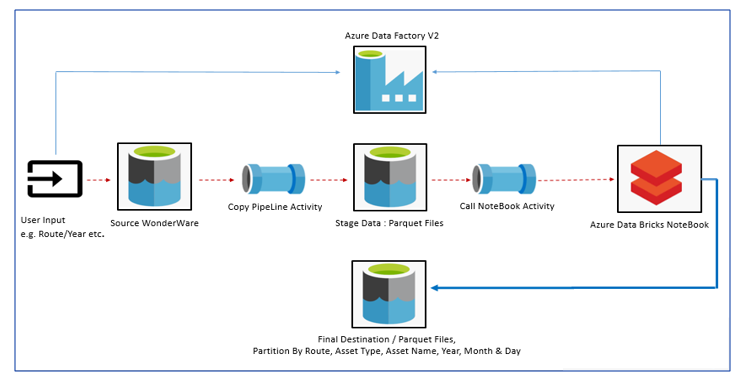 Azure Data Factory V2
User Input
e.g. Route/Year etc.
Source WonderWare
Copy PipeLine Activity
Stage Data : Parquet Files
Call NoteBook Activity
Azure Data Bricks NoteBook
Final Destination / Parquet Files,
Partition By Route, Asset Type, Asset Name, Year, Month & Day